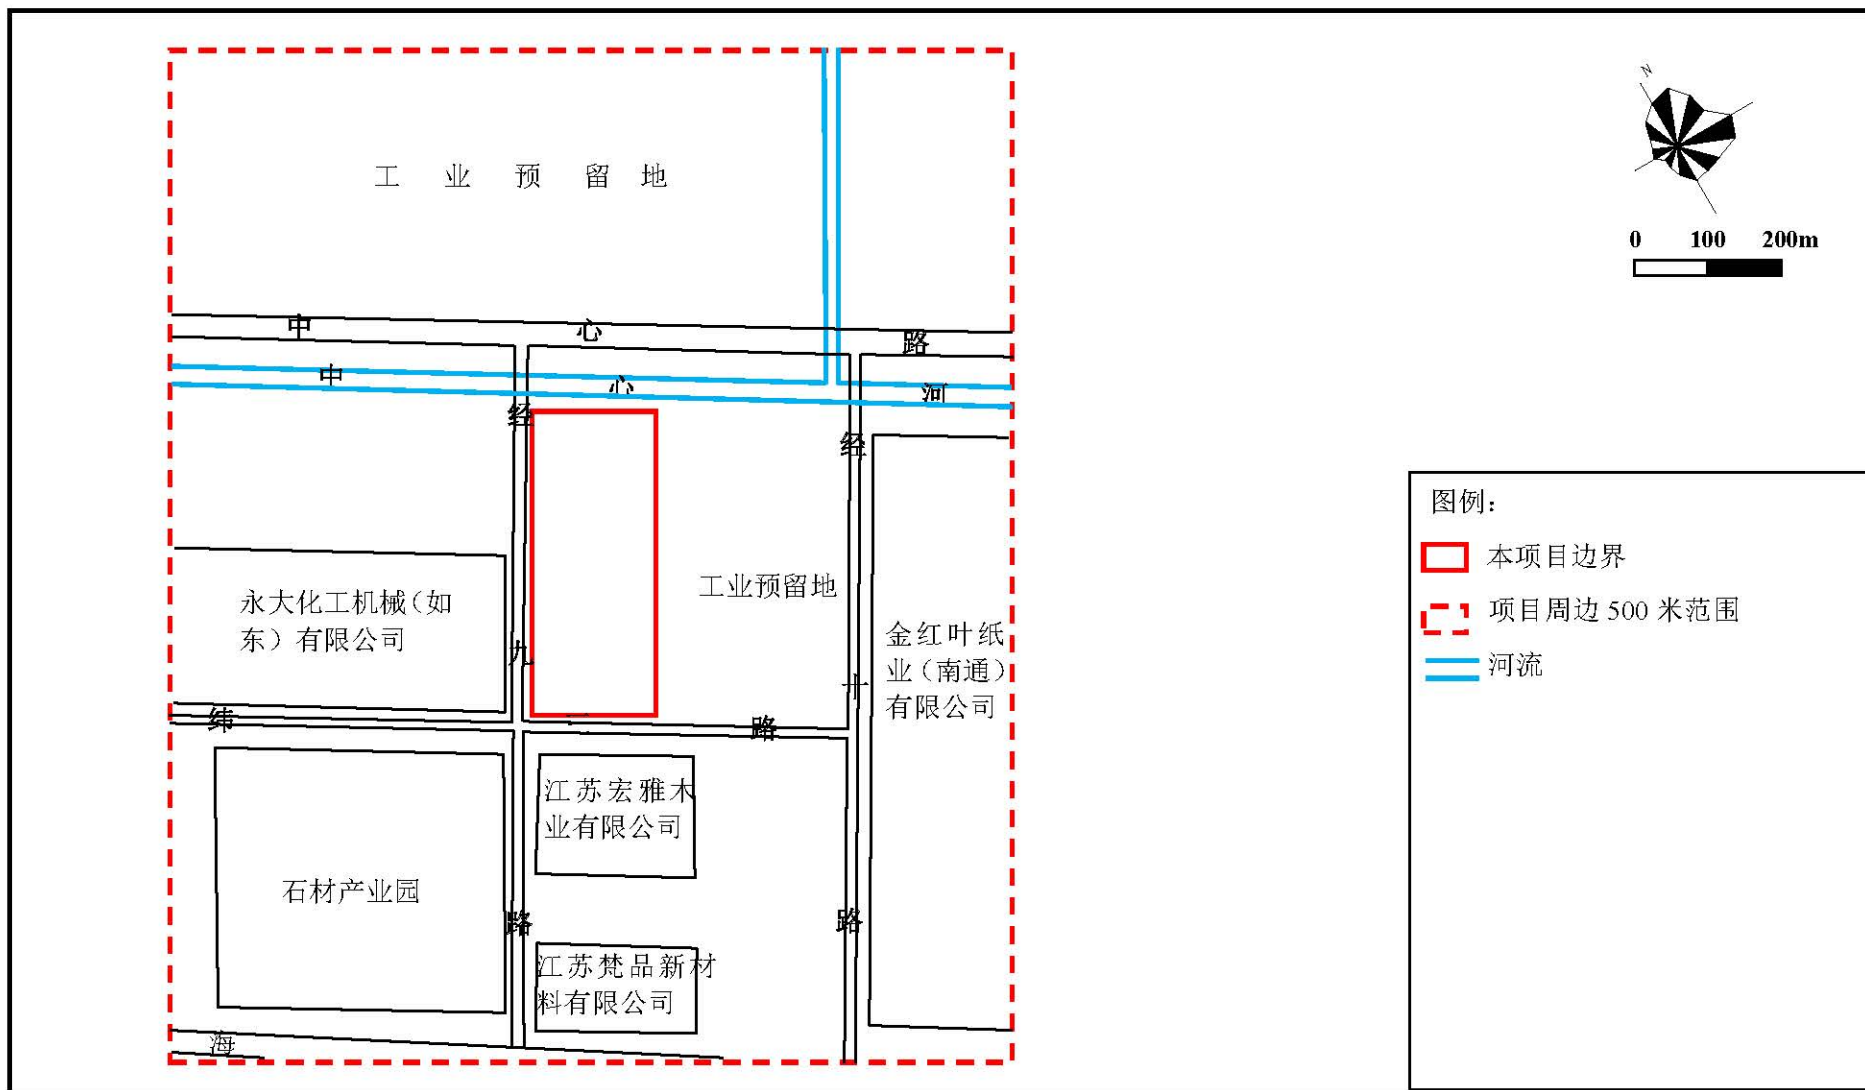 N
0 100 200m
工业预留地
中心路
中心河
经九路
经十路
工业预留地
永大化工机械（如
东）有限公司
金红叶纸
业（南通）
有限公司
纬二路
江苏宏雅木
业有限公司
石材产业园
江苏梵品新材
料有限公司
海
图例：
本项目边界
项目周边 500 米范围
河流